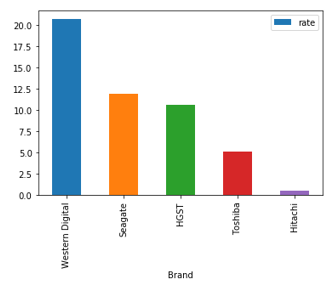 20.0
17.5
15.0
12.5
10.0
7.5
5.0
2.5
0.0
rate
Western Digital
Seagate
HGST
Toshiba
Hitachi
Brand